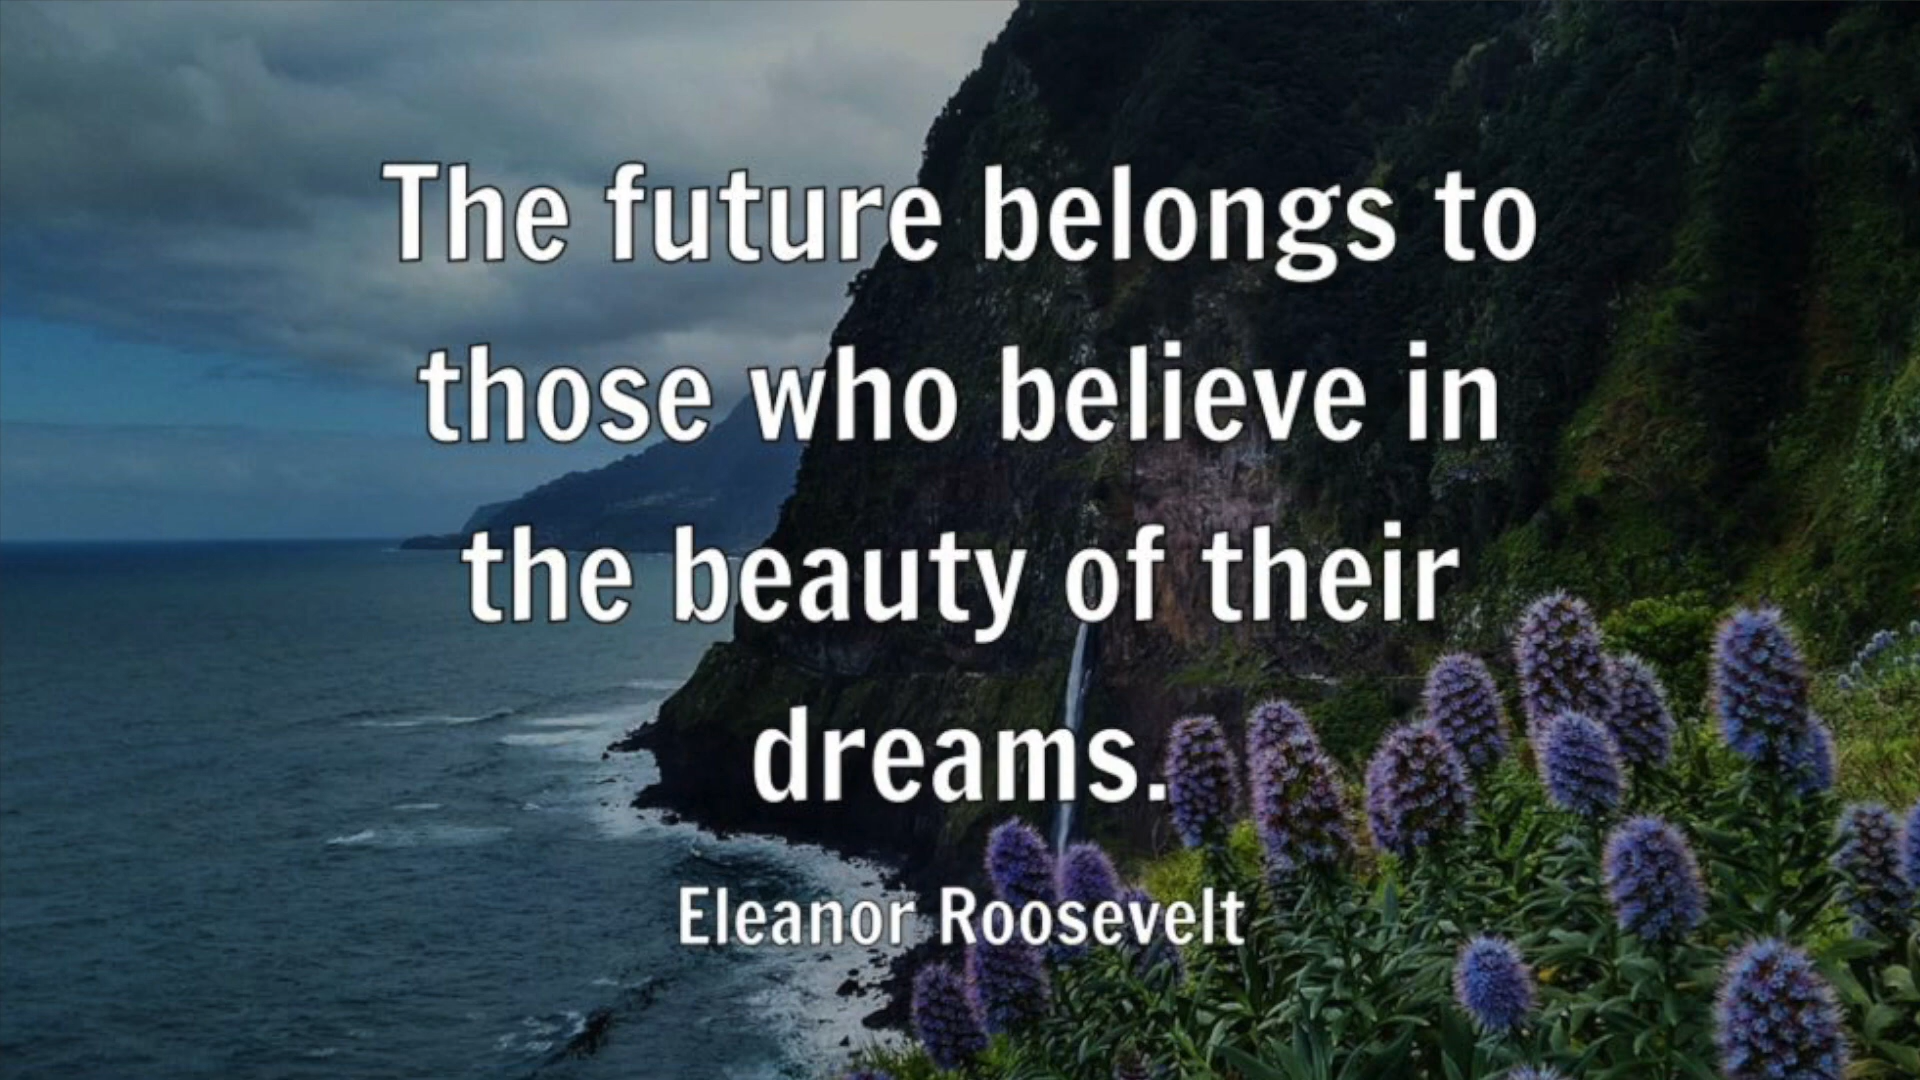 The future belongs to
those who believe in
the beauty of their
dreams.
Eleanor Roosevelt